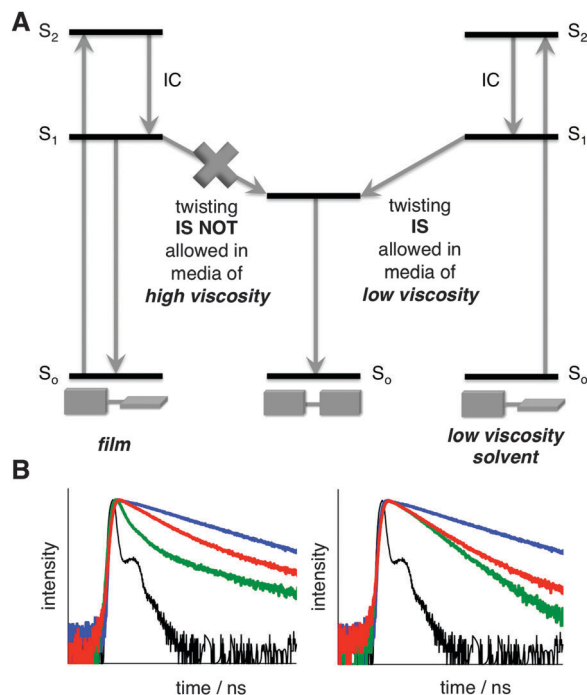 A
S2
S2
IC
IC
S1
S1
twisting
IS NOT
allowed in
media of
high viscosity
twisting
IS
allowed in
media of
low viscosity
So
So
So
film
low viscosity
solvent
B
intensity
intensity
time / ns
time / ns